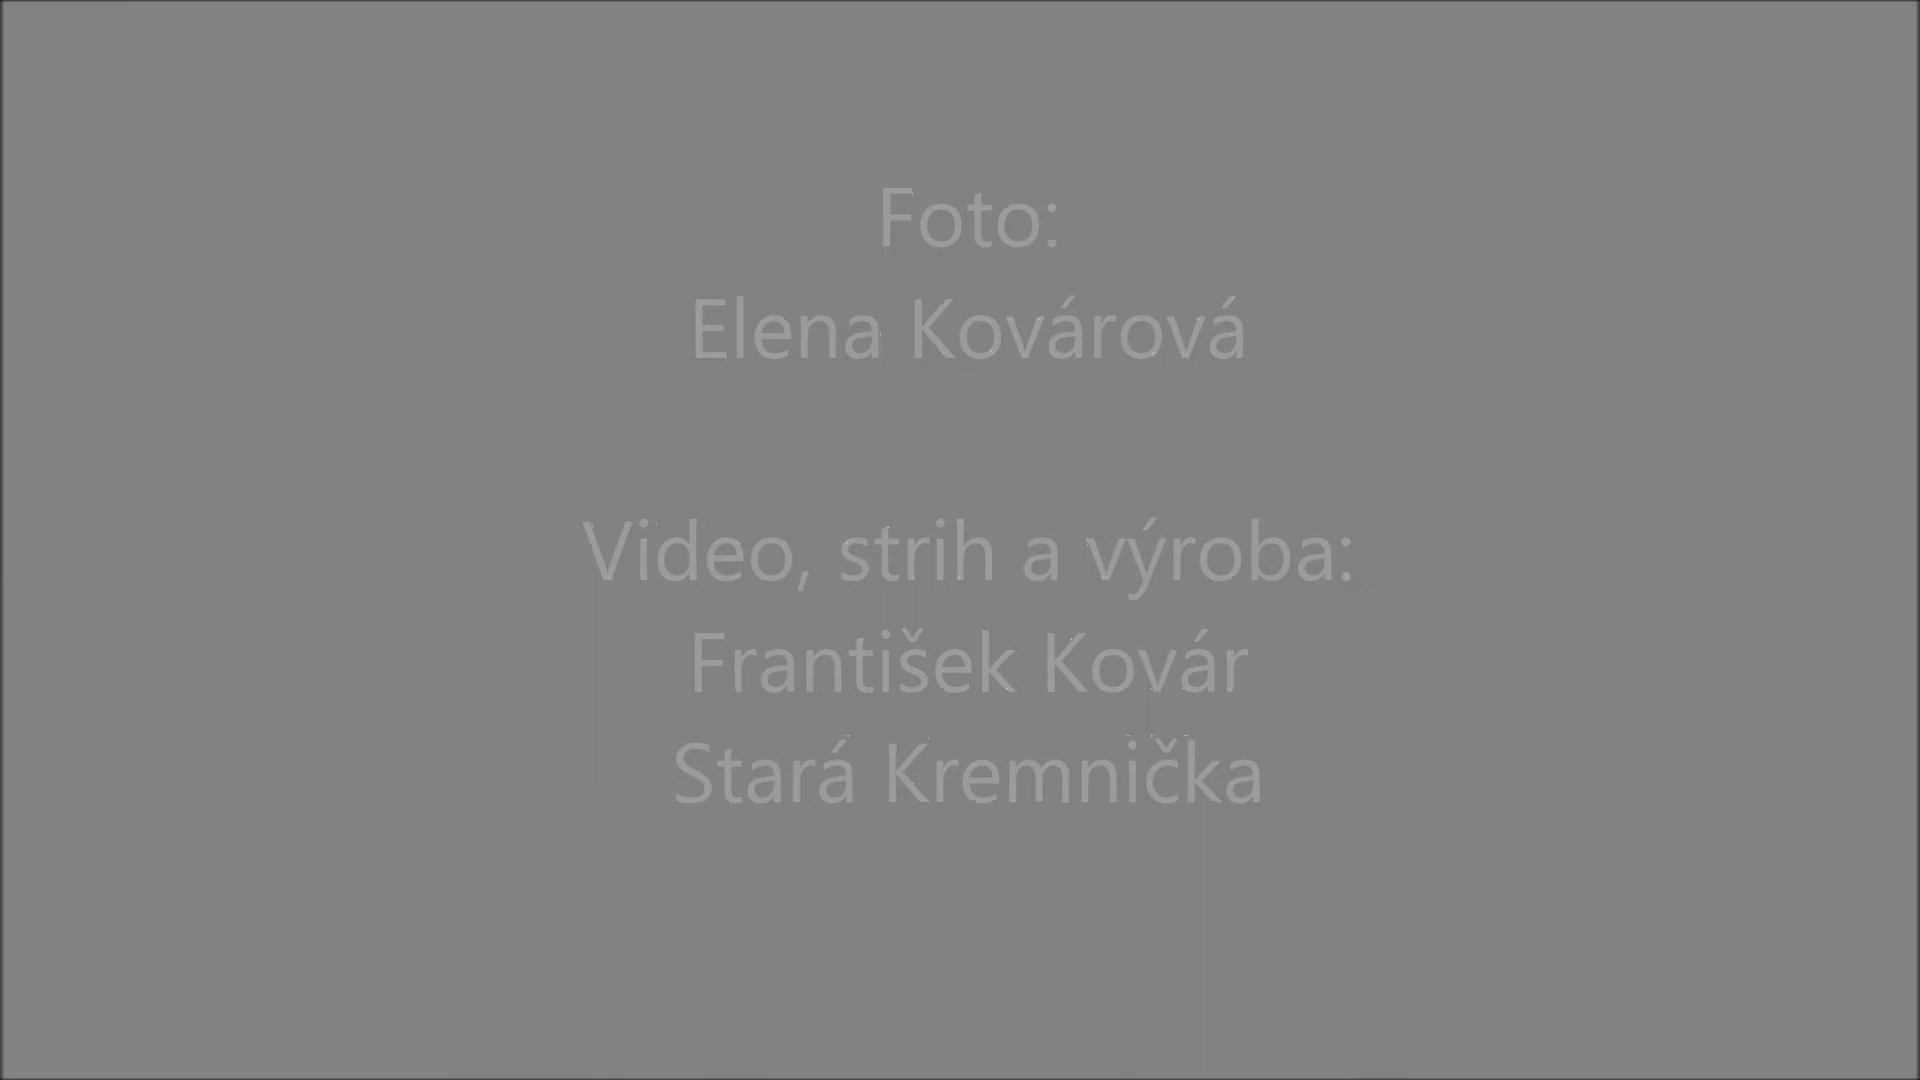 Foto:
Elena Kovárová
Video, strih a výroba:
František Kovár
Stará Kremnička